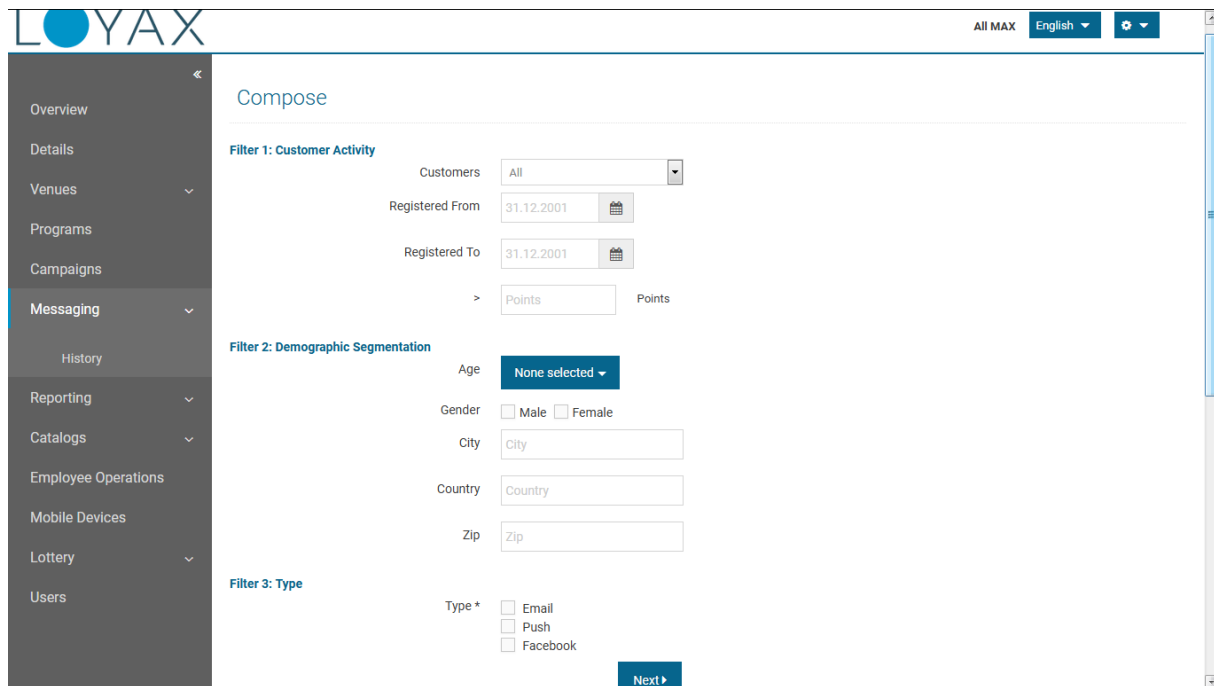 LOYAX
All MAX English
«
Overview
Details
Venues
Programs
Campaigns
Messaging
History
Reporting
Catalogs
Employee Operations
Mobile Devices
Lottery
Users
Compose
Filter 1: Customer Activity
Customers All
Registered From 31.12.2001
Registered To 31.12.2001
> Points Points
Filter 2: Demographic Segmentation
Age None selected
Gender Male Female
City City
Country Country
Zip Zip
Filter 3: Type
Type * Email
Push
Facebook
Next